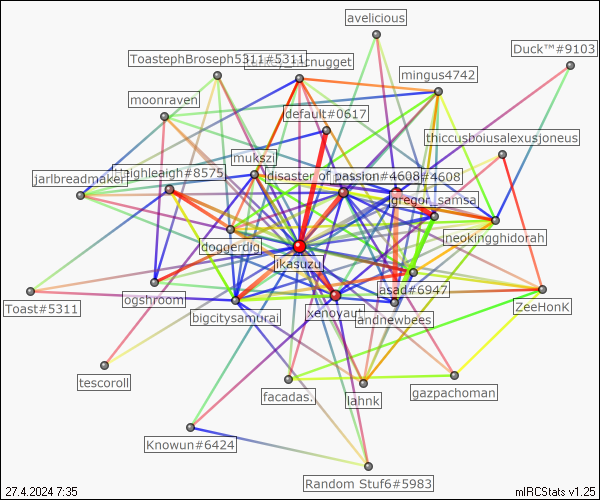 avelicious
Duck™#9103
ToastephBroseph5311#5311
mcnugget
mingus4742
moonraven
default#0617
thiccusboiusalexusjoneus
mukszi
disaster of passion#4608
#4608
leighleaigh#8575
jarlbreadmaker
gregor_samsa
doggerdig
neokingghidorah
ikasuzu
asad#6947
Toast#5311
ogshroom
bigcitysamurai
xenoyaut
andnewbees
ZeeHonK
tescoroll
facadas.
lahnk
gazpachoman
Knowun#6424
Random Stuf6#5983
27.4.2024 7:35
mIRCStats v1.25